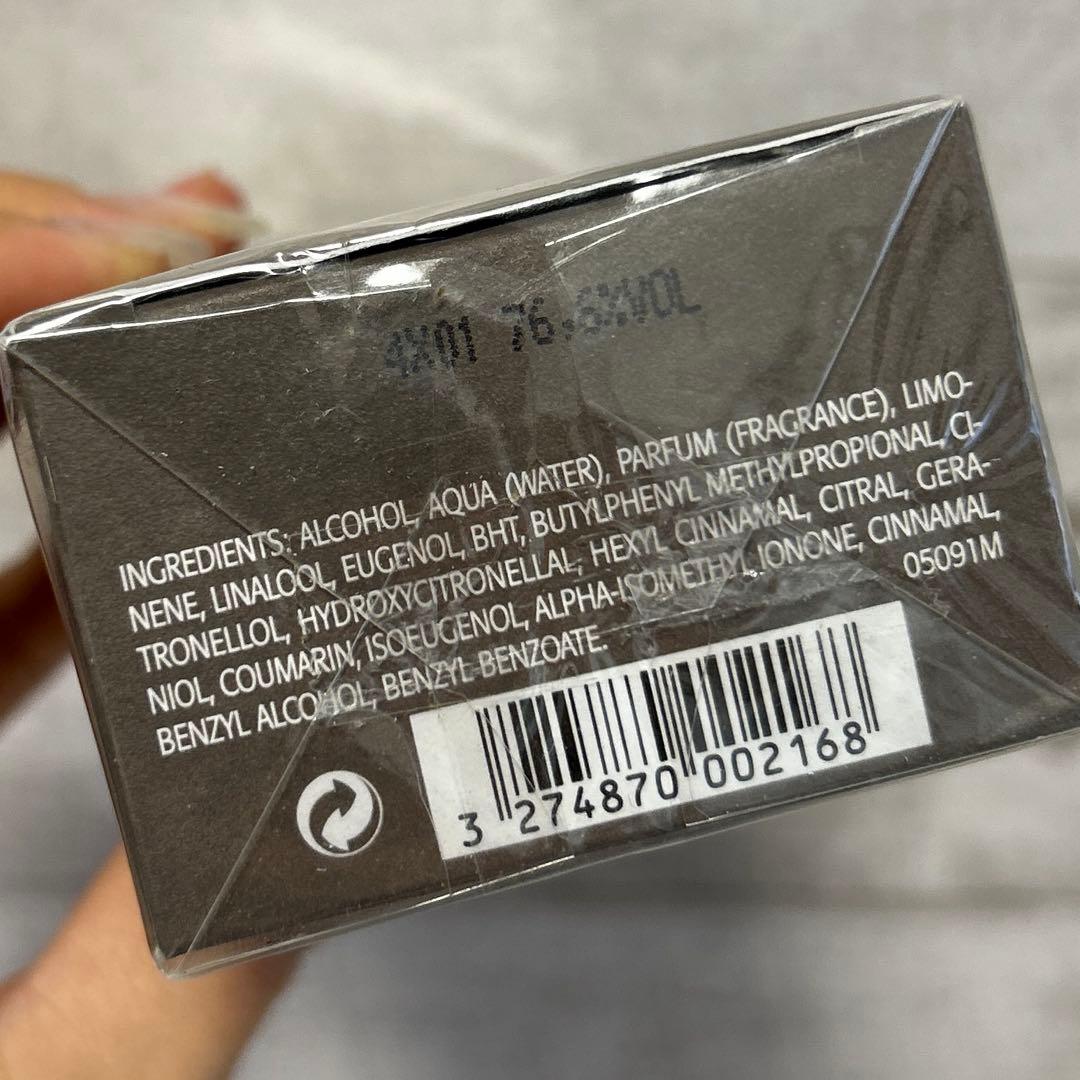 4X01 76.6%VOL
INGREDIENTS: ALCOHOL, AQUA (WATER), PARFUM (FRAGRANCE), LIMO-
NENE, LINALOOL, EUGENOL, BHT, BUTYLPHENYL METHYLPROPIONAL, CI-
TRONELLOL, HYDROXYCITRONELLAL, HEXYL CINNAMAL, CITRAL, GERA-
NIOL, COUMARIN, ISOEUGENOL, ALPHA-ISOMETHYL IONONE, CINNAMAL,
BENZYL ALCOHOL, BENZYL BENZOATE.
05091M
3 274870 002168